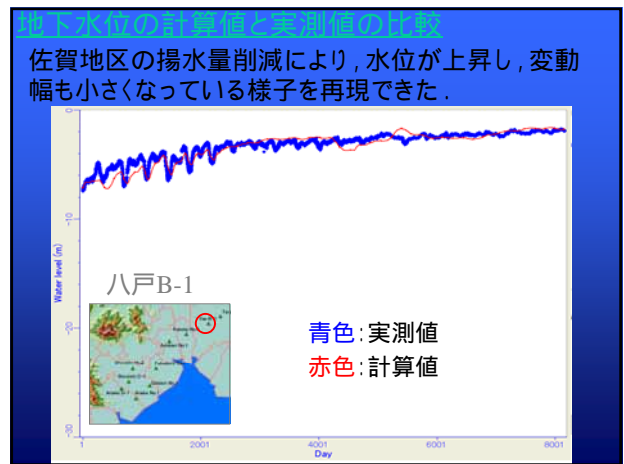 地下水位の計算値と実測値の比較
佐賀地区の揚水量削減により,水位が上昇し,変動
幅も小さくなっている様子を再現できた.
0
-10
-20
-30
Water level (m)
八戸B-1
青色:実測値
赤色:計算値
1
2001
4001
6001
8001
Day